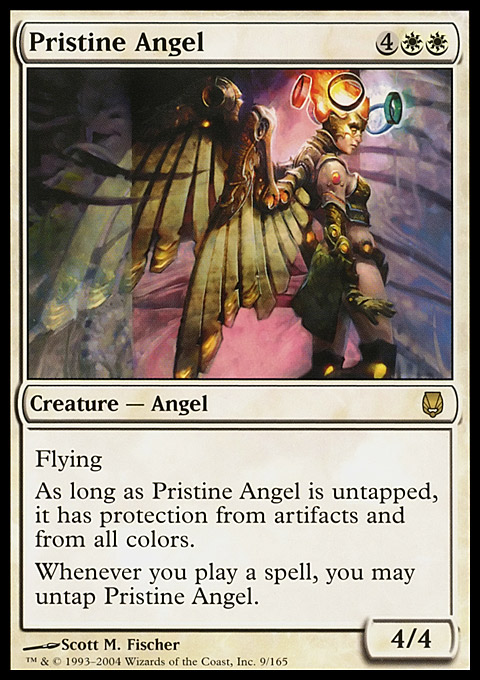 Pristine Angel 4
Creature — Angel
Flying
As long as Pristine Angel is untapped,
it has protection from artifacts and
from all colors.
Whenever you play a spell, you may
untap Pristine Angel.
4/4
Scott M. Fischer
™ & © 1993–2004 Wizards of the Coast, Inc. 9/165